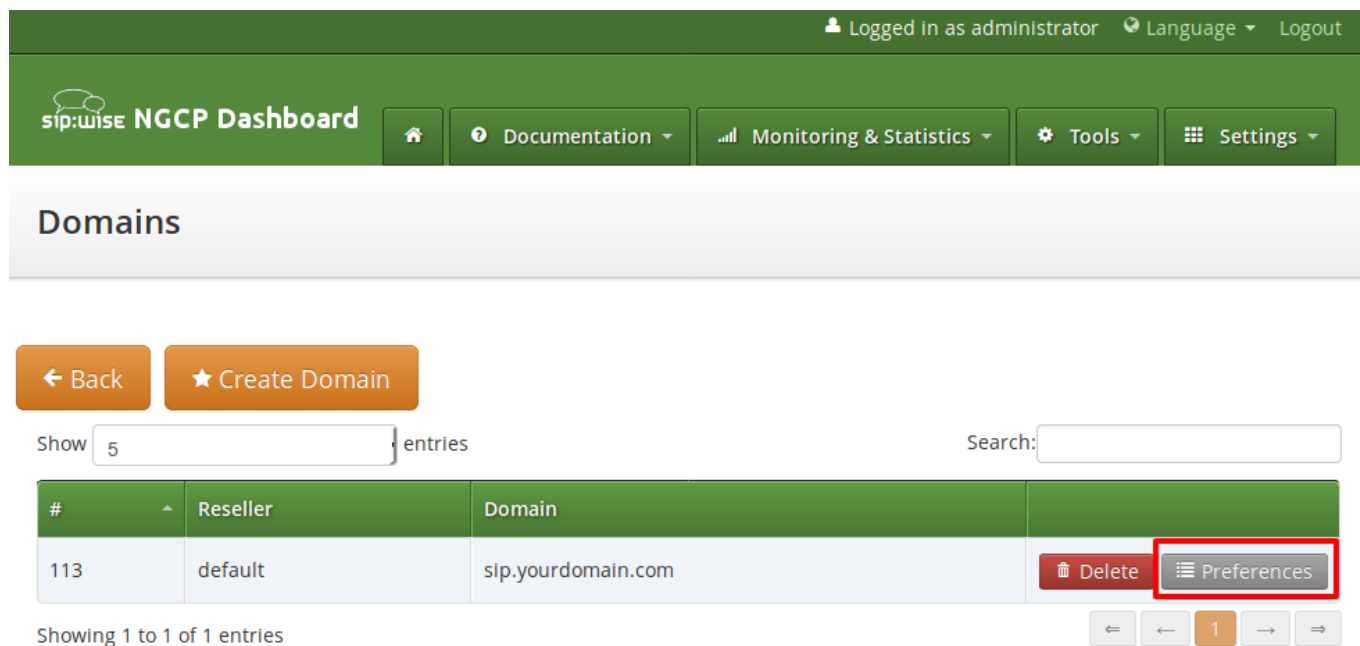 Logged in as administrator Language Logout
sip:wise NGCP Dashboard Documentation Monitoring & Statistics Tools Settings
Domains
Back Create Domain
Show 5 entries Search:
# Reseller Domain
113 default sip.yourdomain.com Delete Preferences
Showing 1 to 1 of 1 entries ⇐ ← 1 → ⇒